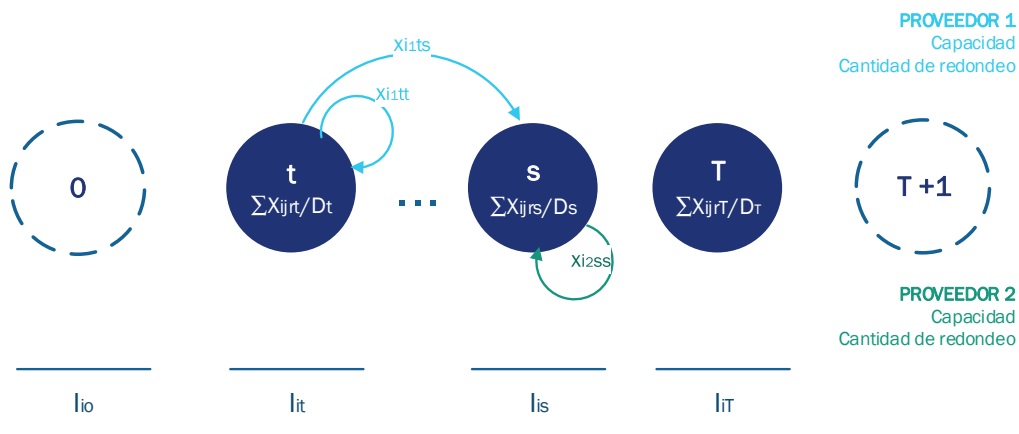 PROVEEDOR 1
Capacidad
Cantidad de redondeo
Xi1ts
Xi1tt
0
t
∑Xijrt/Dt
...
s
∑Xijrs/Ds
T
∑XijrT/DT
T +1
Xi2ss
PROVEEDOR 2
Capacidad
Cantidad de redondeo
Iio
Iit
Iis
IiT